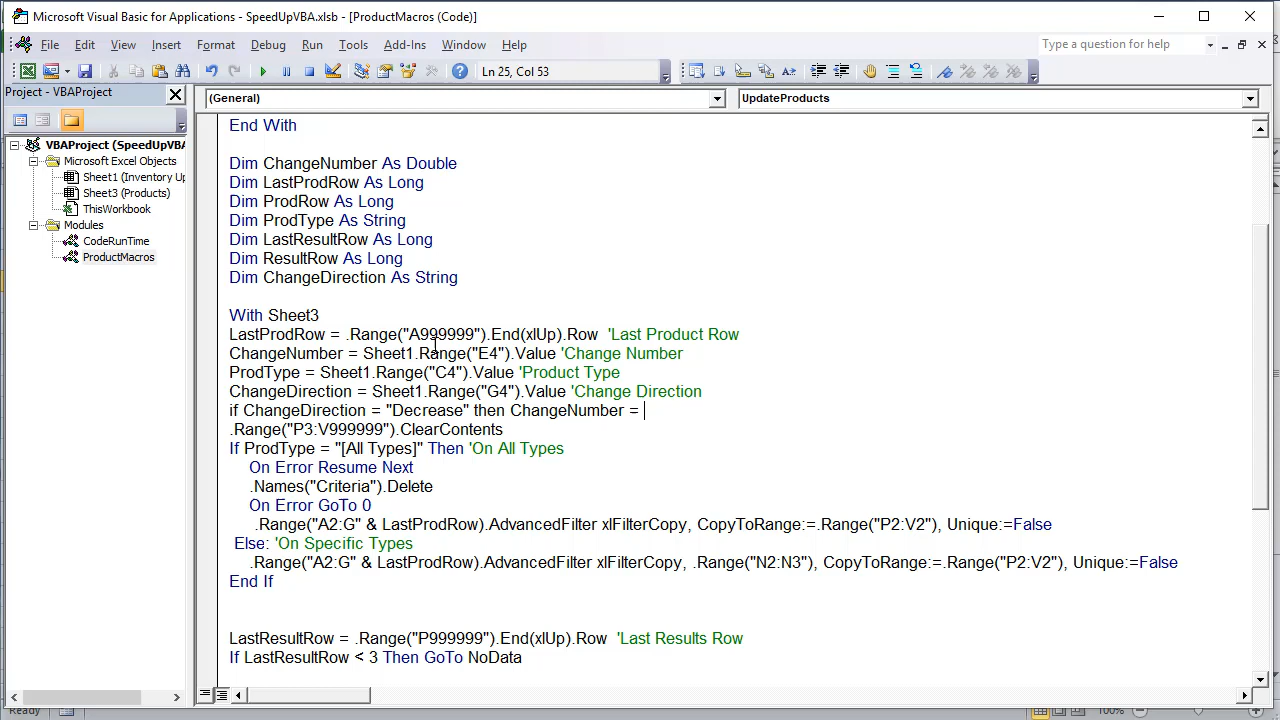 Microsoft Visual Basic for Applications - SpeedUpVBA.xlsb - [ProductMacros (Code)]
File Edit View Insert Format Debug Run Tools Add-Ins Window Help
Type a question for help
Ln 25, Col 53
Project - VBAProject
(General)
UpdateProducts
VBAProject (SpeedUpVBA
Microsoft Excel Objects
Sheet1 (Inventory Up
Sheet3 (Products)
ThisWorkbook
Modules
CodeRunTime
ProductMacros
End With
Dim ChangeNumber As Double
Dim LastProdRow As Long
Dim ProdRow As Long
Dim ProdType As String
Dim LastResultRow As Long
Dim ResultRow As Long
Dim ChangeDirection As String
With Sheet3
LastProdRow = .Range("A999999").End(xlUp).Row 'Last Product Row
ChangeNumber = Sheet1.Range("E4").Value 'Change Number
ProdType = Sheet1.Range("C4").Value 'Product Type
ChangeDirection = Sheet1.Range("G4").Value 'Change Direction
if ChangeDirection = "Decrease" then ChangeNumber =
.Range("P3:V999999").ClearContents
If ProdType = "[All Types]" Then 'On All Types
On Error Resume Next
.Names("Criteria").Delete
On Error GoTo 0
.Range("A2:G" & LastProdRow).AdvancedFilter xlFilterCopy, CopyToRange:=.Range("P2:V2"), Unique:=False
Else: 'On Specific Types
.Range("A2:G" & LastProdRow).AdvancedFilter xlFilterCopy, .Range("N2:N3"), CopyToRange:=.Range("P2:V2"), Unique:=False
End If
LastResultRow = .Range("P999999").End(xlUp).Row 'Last Results Row
If LastResultRow < 3 Then GoTo NoData
Ready
100%